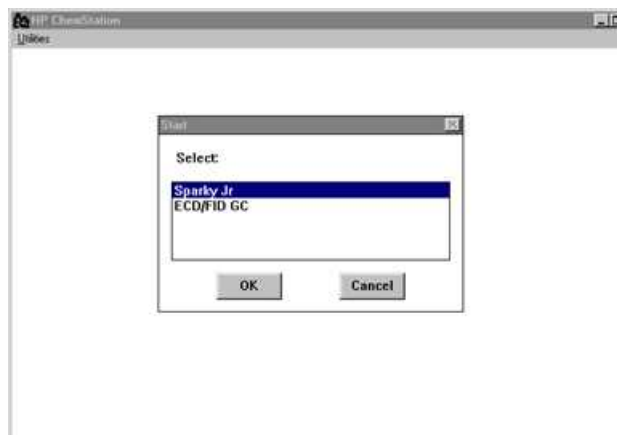 HP ChemStation
Utilities
Start
Select:
Sparky Jr
ECD/FID GC
OK
Cancel